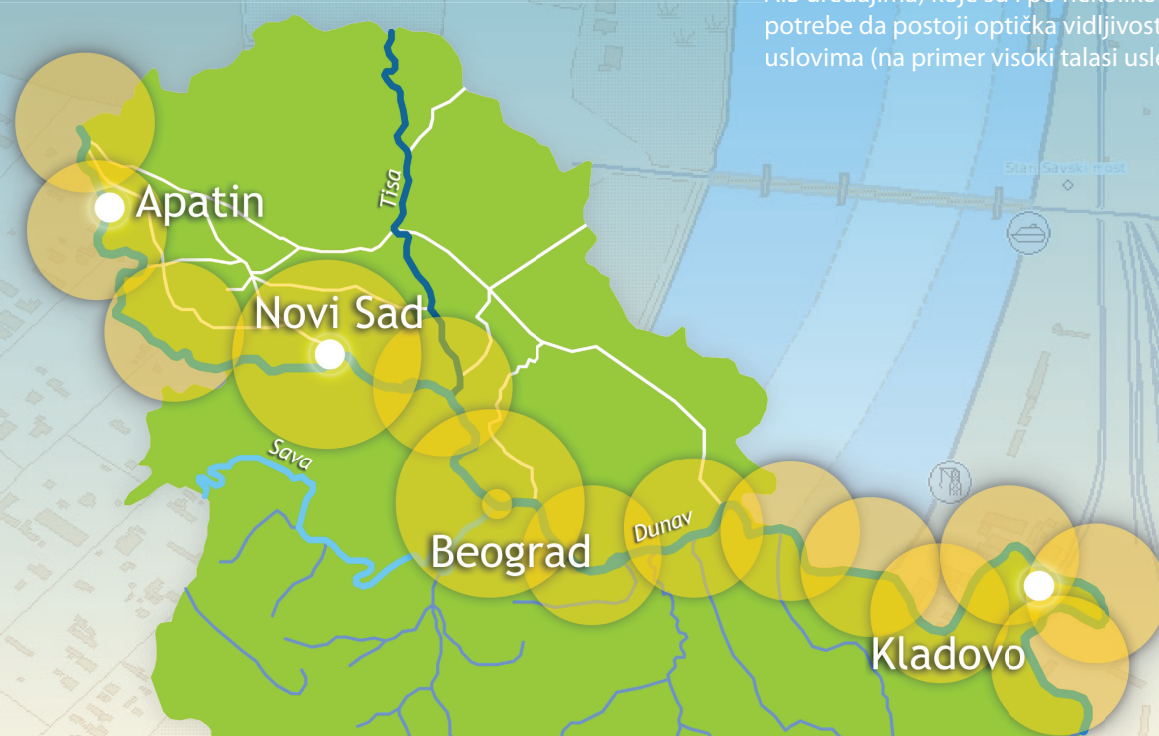 potrebe da postoji optička vidljivost
uslovima (na primer visoki talasi
Stari Savski most
Tisa
Apatin
Novi Sad
Sava
Dunav
Beograd
Kladovo